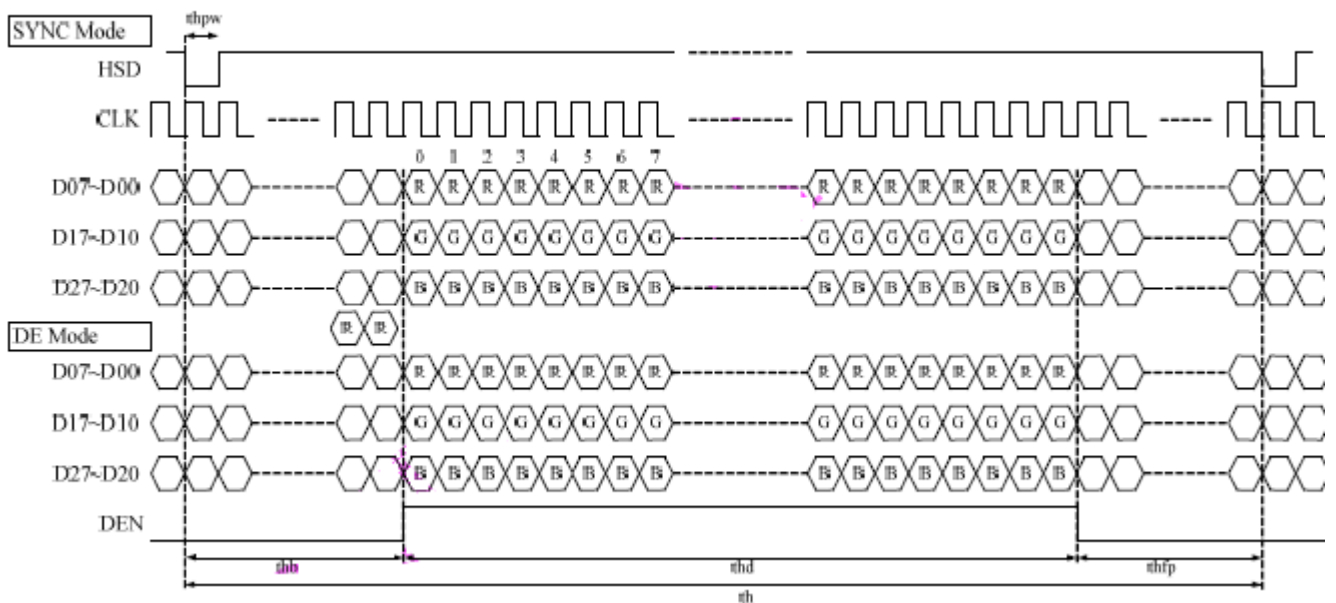 thpw
SYNC Mode
HSD
CLK
0 1 2 3 4 5 6 7
D07~D00 R R R R R R R R R R R R R R R R
D17~D10 G G G G G G G G G G G G G G G G
D27~D20 B B B B B B B B B B B B B B B B
R R
DE Mode
D07~D00 R R R R R R R R R R R R R R R R
D17~D10 G G G G G G G G G G G G G G G G
D27~D20 B B B B B B B B B B B B B B B B
DEN
thb thd thfp
th